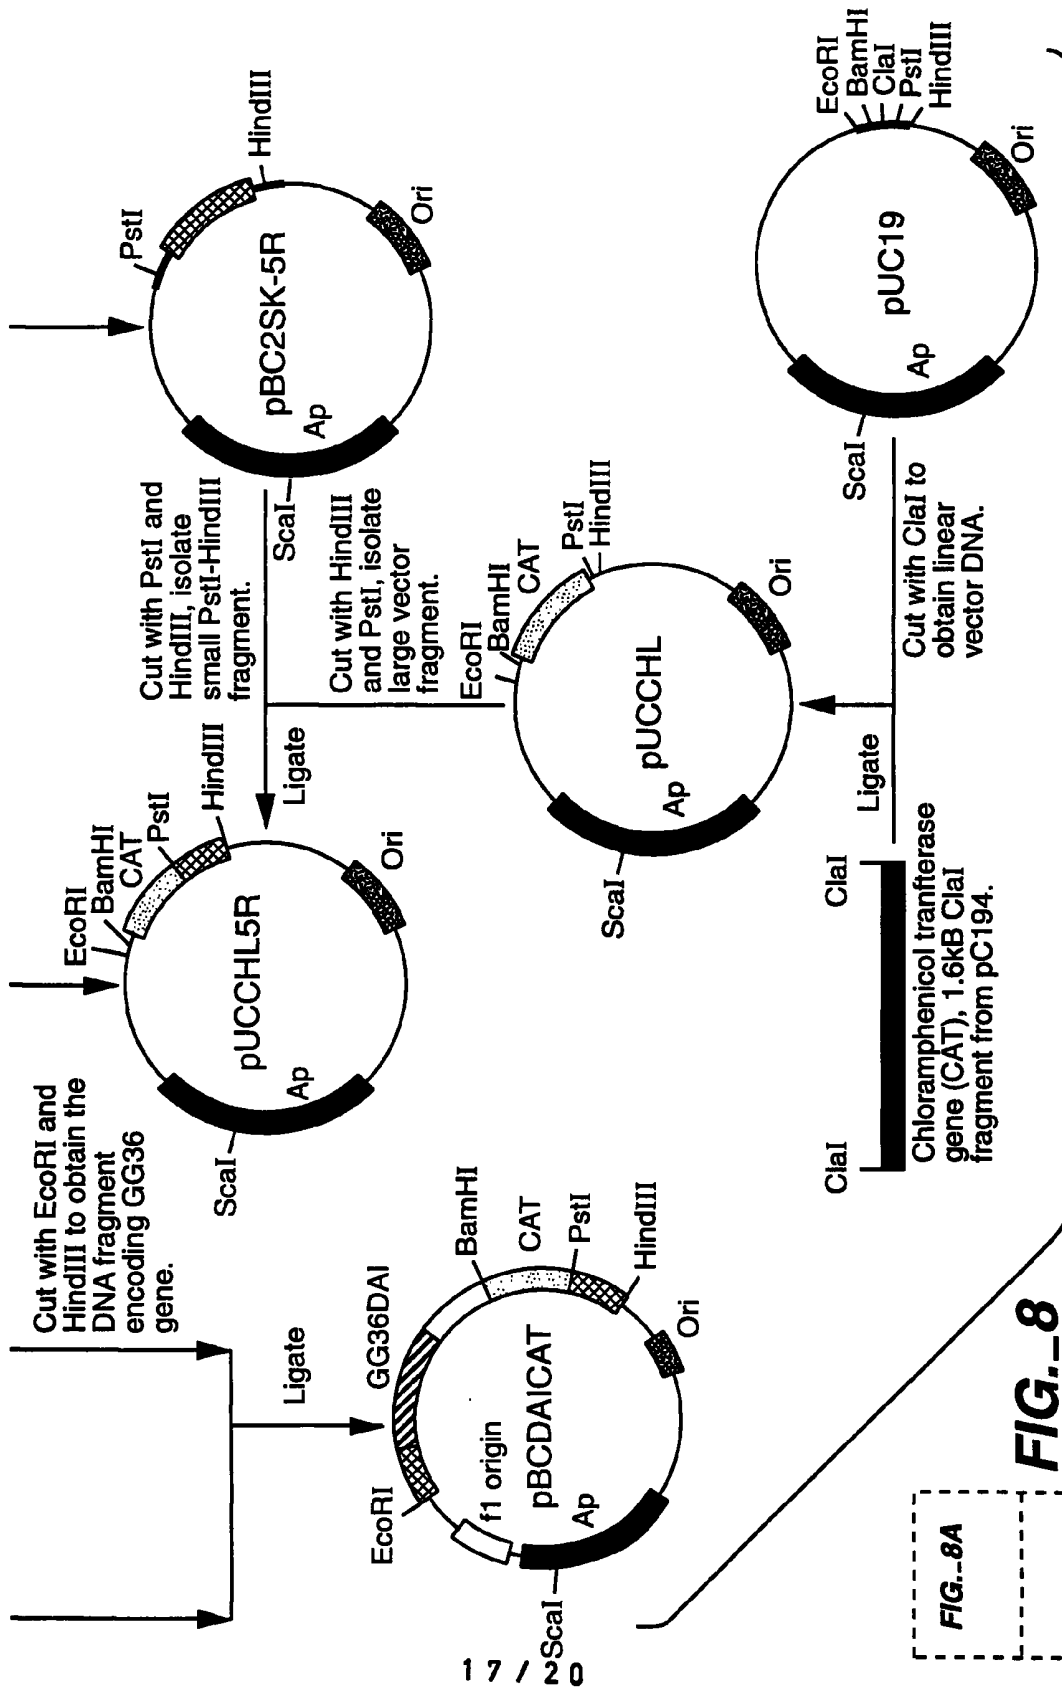 Cut with EcoRI and
HindIII to obtain the
DNA fragment
encoding GG36
gene.
Ligate
GG36DAI
BamHI
CAT
PstI
HindIII
Ori
EcoRI
f1 origin
pBCDAICAT
Ap
ScaI
EcoRI
BamHI
CAT
PstI
HindIII
pUCCHL5R
Ap
Ori
ScaI
Ligate
Cut with PstI and
HindIII, isolate
small PstI-HindIII
fragment.
Cut with HindIII
and PstI, isolate
large vector
fragment.
PstI
HindIII
pBC2SK-5R
Ap
Ori
ScaI
EcoRI
BamHI
CAT
PstI
HindIII
pUCCHL
Ap
Ori
ScaI
ClaI
ClaI
Chloramphenicol tranfterase
gene (CAT), 1.6kB ClaI
fragment from pC194.
Ligate
Cut with ClaI to
obtain linear
vector DNA.
EcoRI
BamHI
ClaI
PstI
HindIII
pUC19
Ap
Ori
ScaI
FIG._8A
FIG._8
17/20